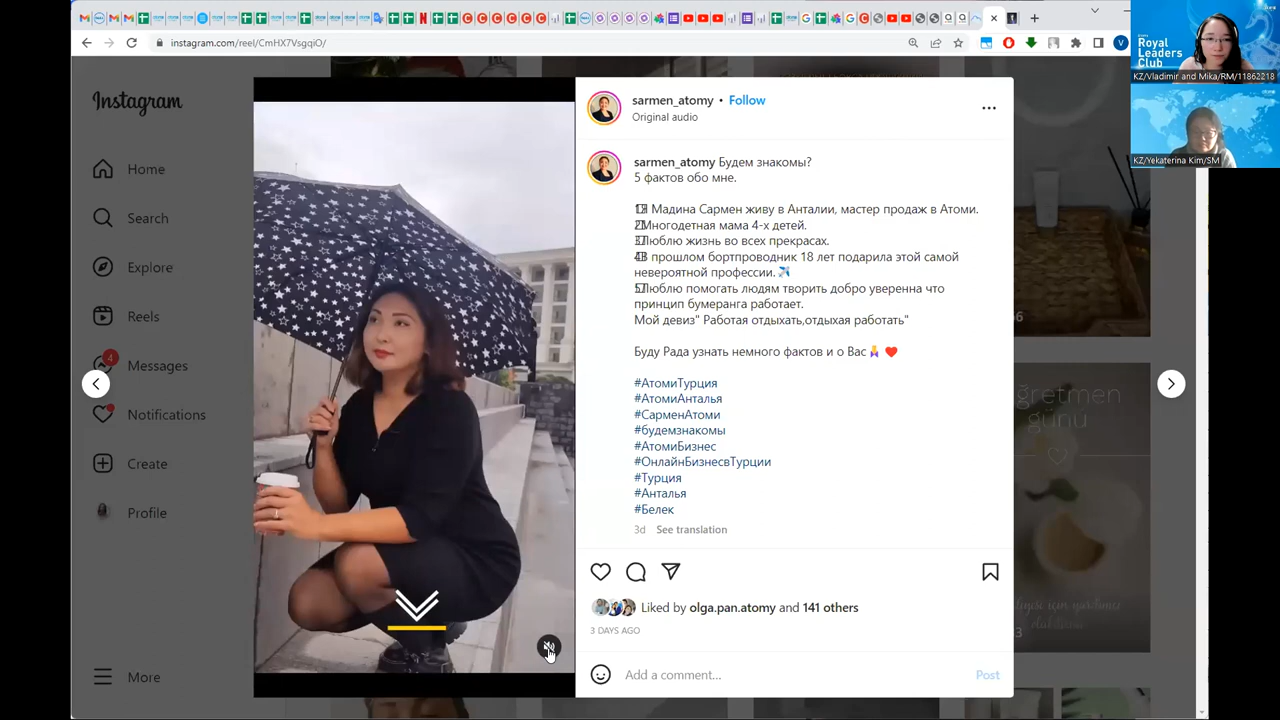 instagram.com/reel/CmHX7VsgqiO/
Instagram
Home
Search
Explore
Reels
4
Messages
Notifications
Create
Profile
More
sarmen_atomy • Follow
Original audio
sarmen_atomy Будем знакомы?
5 фактов обо мне.
Мадина Сармен живу в Анталии, мастер продаж в Атоми.
Многодетная мама 4-х детей.
Люблю жизнь во всех прекрасах.
В прошлом бортпроводник 18 лет подарила этой самой
невероятной профессии.✈️
Люблю помогать людям творить добро уверенна что
принцип бумеранга работает.
Мой девиз" Работая отдыхать,отдыхая работать"
Буду Рада узнать немного фактов и о Вас
#АтомиТурция
#АтомиАнталья
#СарменАтоми
#будемзнакомы
#АтомиБизнес
#ОнлайнБизнесвТурции
#Турция
#Анталья
#Белек
3d See translation
Liked by olga.pan.atomy and 141 others
3 DAYS AGO
Add a comment...
Post
ğretmen
günü
Royal
Leaders
Club
KZ/Vladimir and Mika/RM/11862218
KZ/Yekaterina Kim/SM